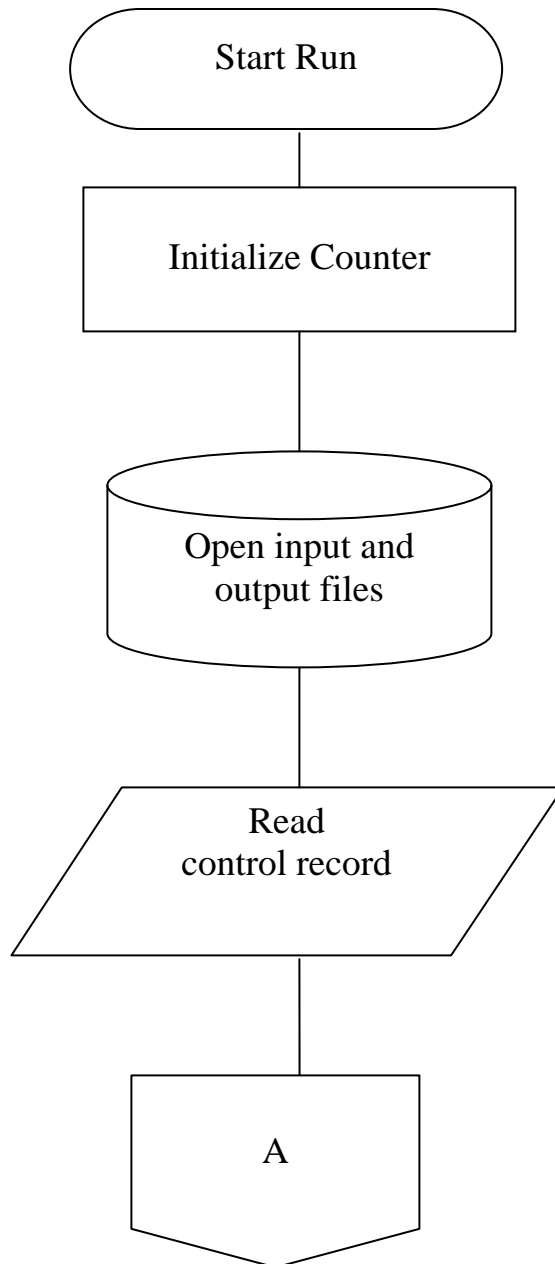 Start Run
Initialize Counter
Open input and
output files
Read
control record
A